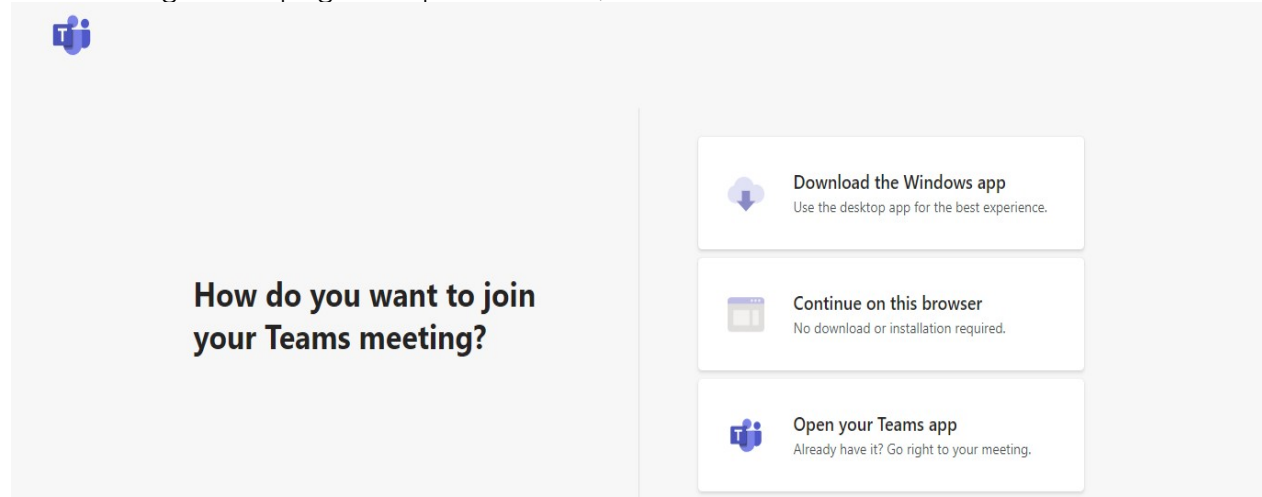 How do you want to join
your Teams meeting?
Download the Windows app
Use the desktop app for the best experience.
Continue on this browser
No download or installation required.
Open your Teams app
Already have it? Go right to your meeting.